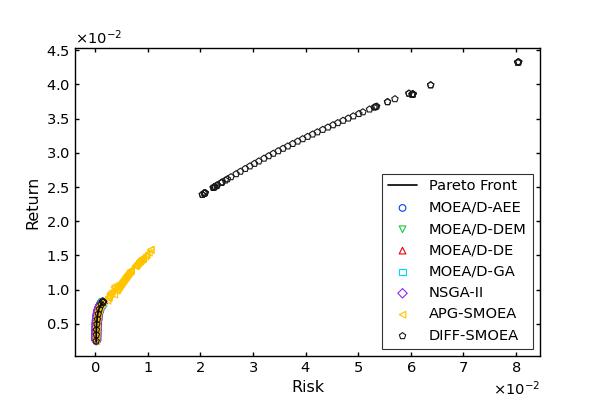 ×10⁻²
4.5
4.0
3.5
3.0
2.5
2.0
1.5
1.0
0.5
Return
Pareto Front
MOEA/D-AEE
MOEA/D-DEM
MOEA/D-DE
MOEA/D-GA
NSGA-II
APG-SMOEA
DIFF-SMOEA
0 1 2 3 4 5 6 7 8
Risk
×10⁻²